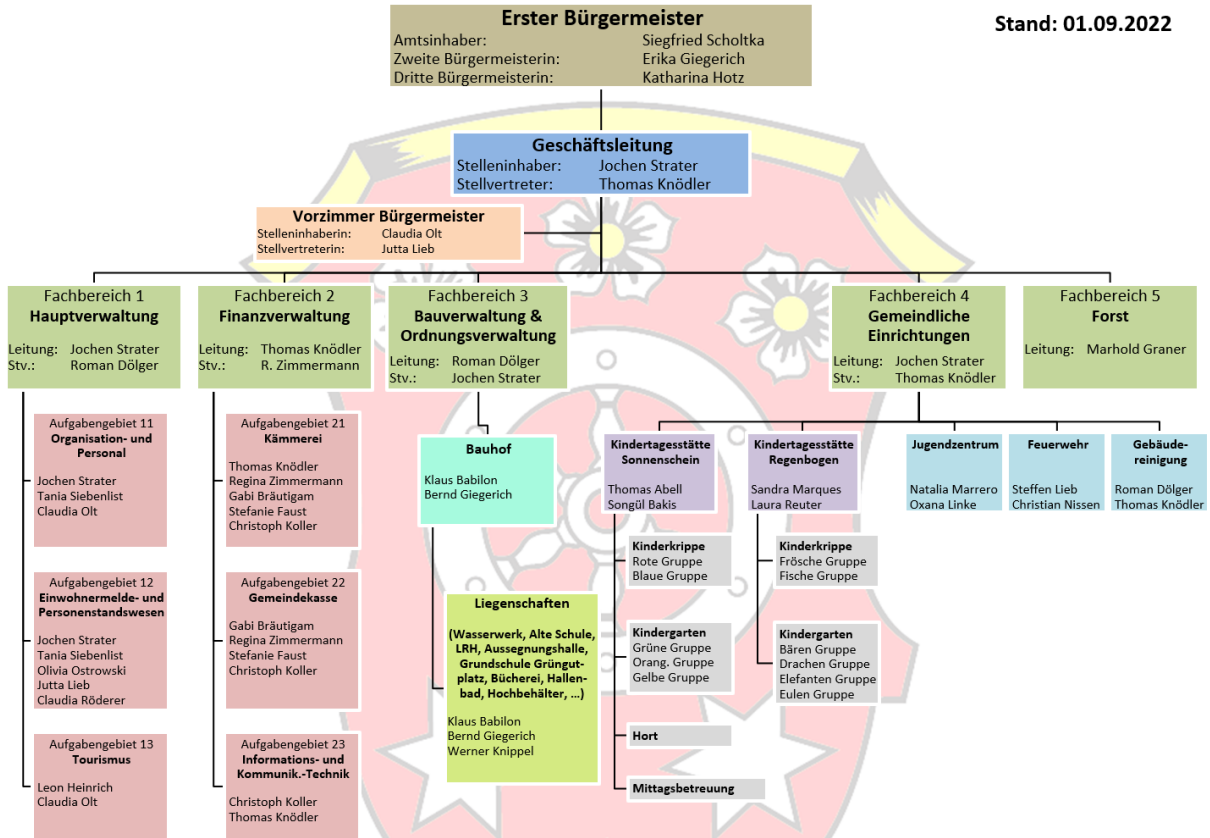 Erster Bürgermeister
Amtsinhaber: Siegfried Scholtka
Zweite Bürgermeisterin: Erika Giegerich
Dritte Bürgermeisterin: Katharina Hotz
Stand: 01.09.2022
Geschäftsleitung
Stelleninhaber: Jochen Strater
Stellvertreter: Thomas Knödler
Vorzimmer Bürgermeister
Stelleninhaberin: Claudia Olt
Stellvertreterin: Jutta Lieb
Fachbereich 1
Hauptverwaltung
Leitung: Jochen Strater
Stv.: Roman Dölger
Fachbereich 2
Finanzverwaltung
Leitung: Thomas Knödler
Stv.: R. Zimmermann
Fachbereich 3
Bauverwaltung &
Ordnungsverwaltung
Leitung: Roman Dölger
Stv.: Jochen Strater
Fachbereich 4
Gemeindliche
Einrichtungen
Leitung: Jochen Strater
Stv.: Thomas Knödler
Fachbereich 5
Forst
Leitung: Marhold Graner
Aufgabengebiet 11
Organisation- und
Personal
Jochen Strater
Tania Siebenlist
Claudia Olt
Aufgabengebiet 12
Einwohnermelde- und
Personenstandswesen
Jochen Strater
Tania Siebenlist
Olivia Ostrowski
Jutta Lieb
Claudia Röderer
Aufgabengebiet 13
Tourismus
Leon Heinrich
Claudia Olt
Aufgabengebiet 21
Kämmerei
Thomas Knödler
Regina Zimmermann
Gabi Bräutigam
Stefanie Faust
Christoph Koller
Aufgabengebiet 22
Gemeindekasse
Gabi Bräutigam
Regina Zimmermann
Stefanie Faust
Christoph Koller
Aufgabengebiet 23
Informations- und
Kommunik.-Technik
Christoph Koller
Thomas Knödler
Bauhof
Klaus Babilon
Bernd Giegerich
Liegenschaften
(Wasserwerk, Alte Schule,
LRH, Aussegnungshalle,
Grundschule Grüngut-
platz, Bücherei, Hallen-
bad, Hochbehälter, ...)
Klaus Babilon
Bernd Giegerich
Werner Knippel
Kindertagesstätte
Sonnenschein
Thomas Abell
Songül Bakis
Kinderkrippe
Rote Gruppe
Blaue Gruppe
Kindergarten
Grüne Gruppe
Orang. Gruppe
Gelbe Gruppe
Hort
Mittagsbetreuung
Kindertagesstätte
Regenbogen
Sandra Marques
Laura Reuter
Kinderkrippe
Frösche Gruppe
Fische Gruppe
Kindergarten
Bären Gruppe
Drachen Gruppe
Elefanten Gruppe
Eulen Gruppe
Jugendzentrum
Natalia Marrero
Oxana Linke
Feuerwehr
Steffen Lieb
Christian Nissen
Gebäude-
reinigung
Roman Dölger
Thomas Knödler